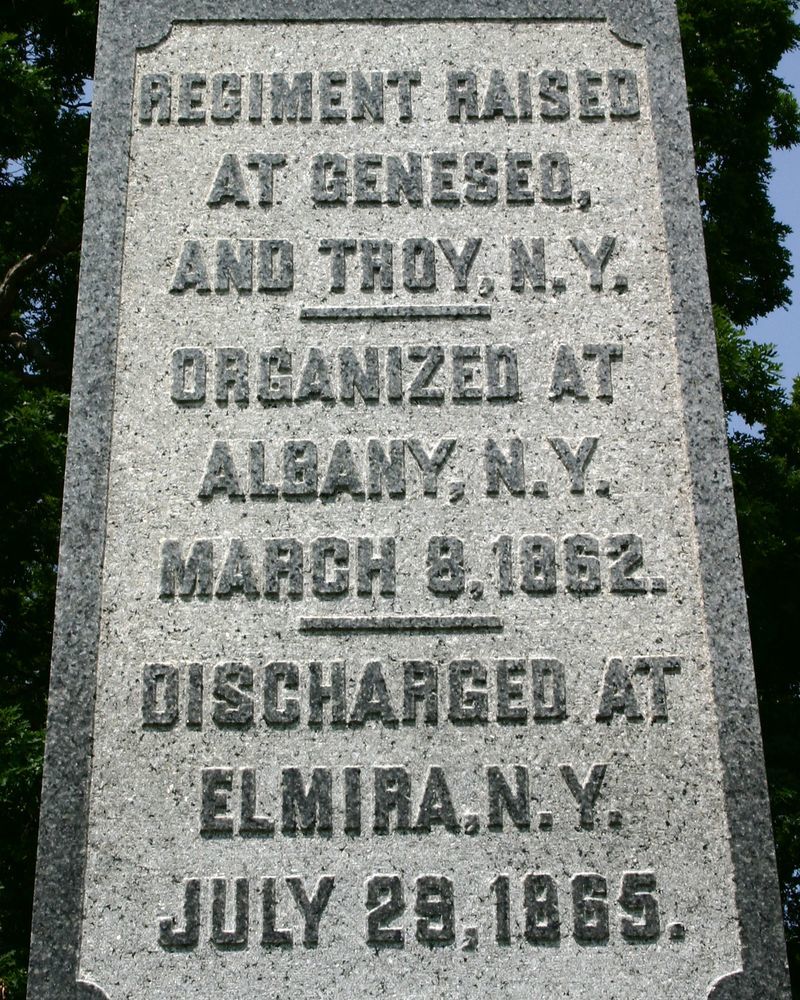 REGIMENT RAISED
AT GENESEO,
AND TROY, N.Y.
ORGANIZED AT
ALBANY, N.Y.
MARCH 8, 1862.
DISCHARGED AT
ELMIRA, N.Y.
JULY 29, 1865.